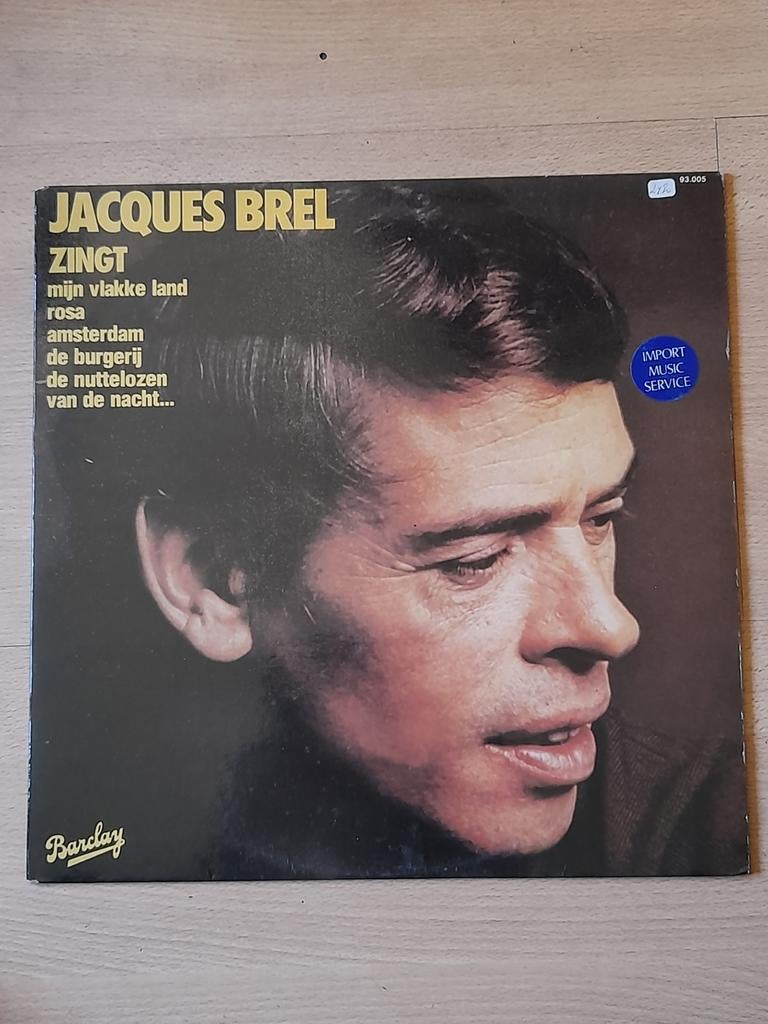 JACQUES BREL
ZINGT
mijn vlakke land
rosa
amsterdam
de burgerij
de nuttelozen
van de nacht...
93.005
IMPORT
MUSIC
SERVICE
Barclay